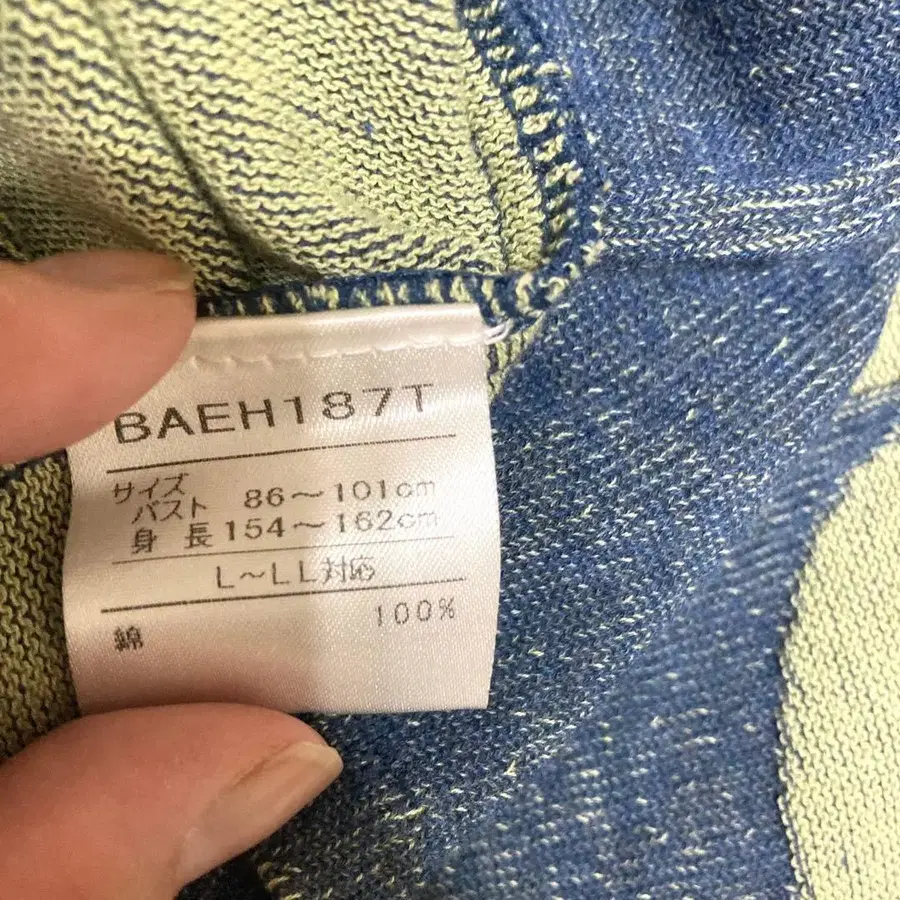 BAEH187T
サイズ
バスト 86～101cm
身長 154～162cm
L～LL対応
綿 100%